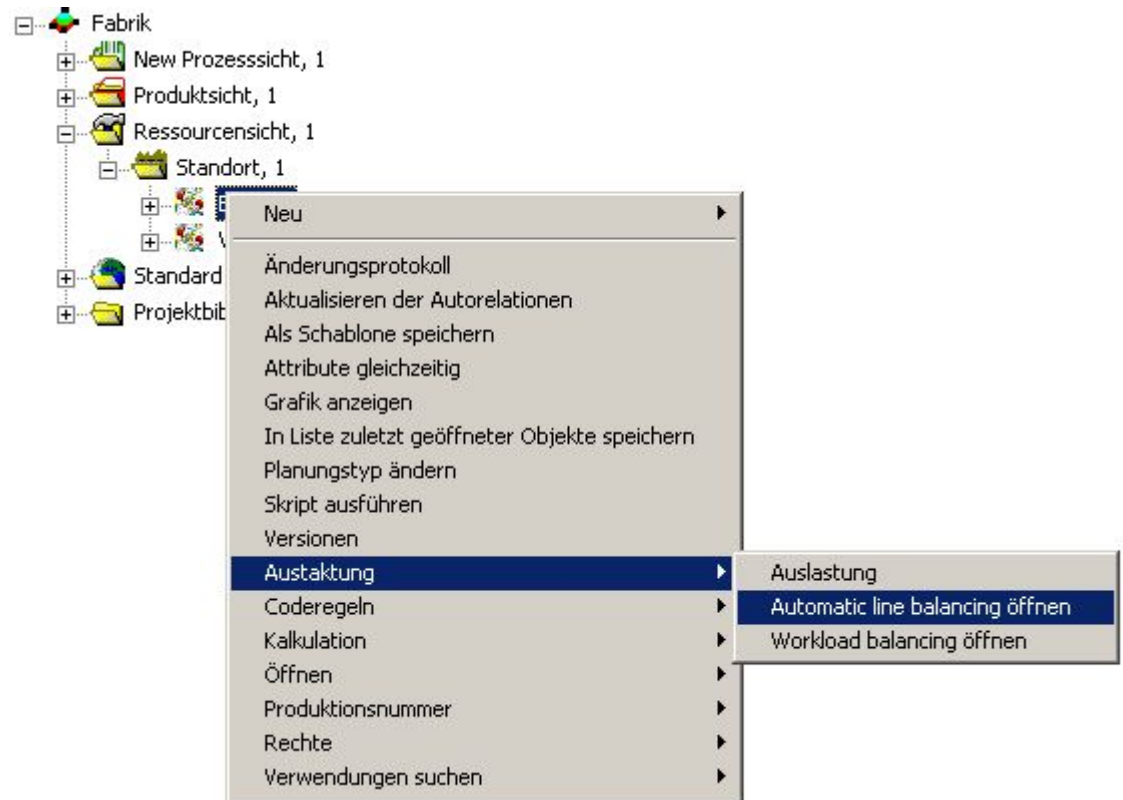 Fabrik
New Prozesssicht, 1
Produktsicht, 1
Ressourcensicht, 1
Standort, 1
Standard
Projektbit
Neu
Änderungsprotokoll
Aktualisieren der Autorelationen
Als Schablone speichern
Attribute gleichzeitig
Grafik anzeigen
In Liste zuletzt geöffneter Objekte speichern
Planungstyp ändern
Skript ausführen
Versionen
Austaktung
Coderegeln
Kalkulation
Öffnen
Produktionsnummer
Rechte
Verwendungen suchen
Auslastung
Automatic line balancing öffnen
Workload balancing öffnen